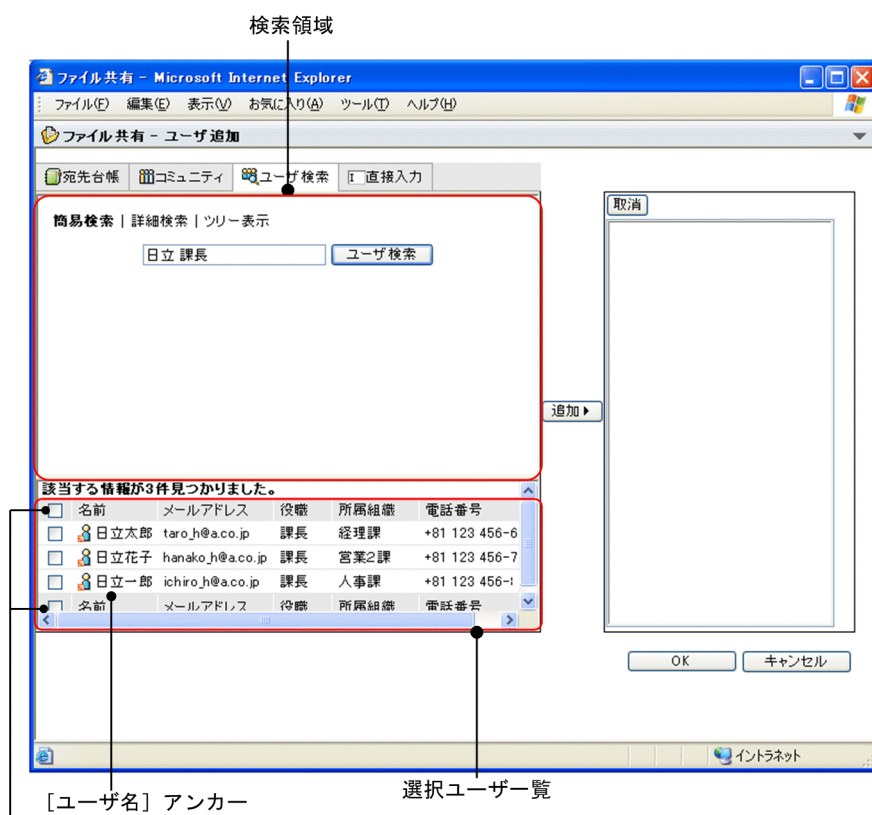 検索領域
ファイル共有 - Microsoft Internet Explorer
ファイル(F) 編集(E) 表示(V) お気に入り(A) ツール(T) ヘルプ(H)
ファイル共有 - ユーザ追加
宛先台帳 コミュニティ ユーザ検索 直接入力
取消
簡易検索 | 詳細検索 | ツリー表示
日立 課長 ユーザ検索
追加
該当する情報が3件見つかりました。
名前 メールアドレス 役職 所属組織 電話番号
日立太郎 taro_h@a.co.jp 課長 経理課 +81 123 456-6
日立花子 hanako_h@a.co.jp 課長 営業2課 +81 123 456-7
日立一郎 ichiro_h@a.co.jp 課長 人事課 +81 123 456-
名前 メールアドレス 役職 所属組織 電話番号
OK キャンセル
イントラネット
[ユーザ名] アンカー
選択ユーザ一覧